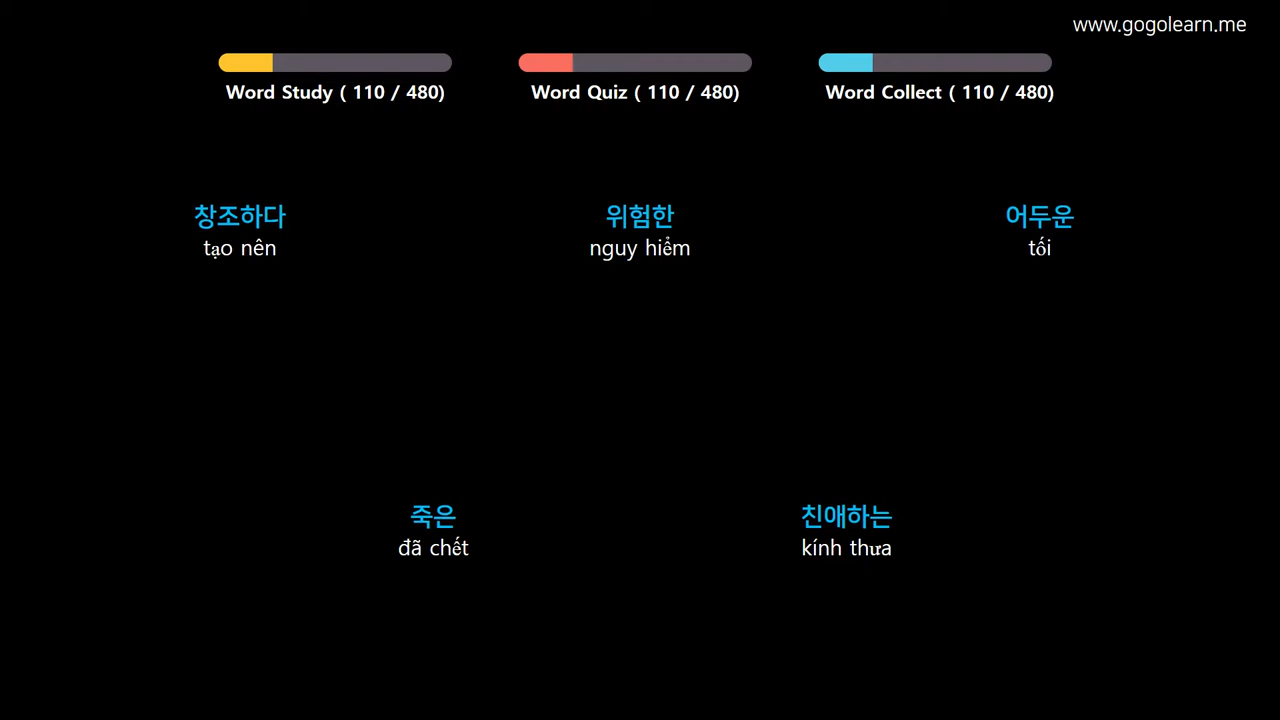 www.gogolearn.me
Word Study ( 110 / 480)
Word Quiz ( 110 / 480)
Word Collect ( 110 / 480)
창조하다
tạo nên
위험한
nguy hiểm
어두운
tối
죽은
đã chết
친애하는
kính thưa